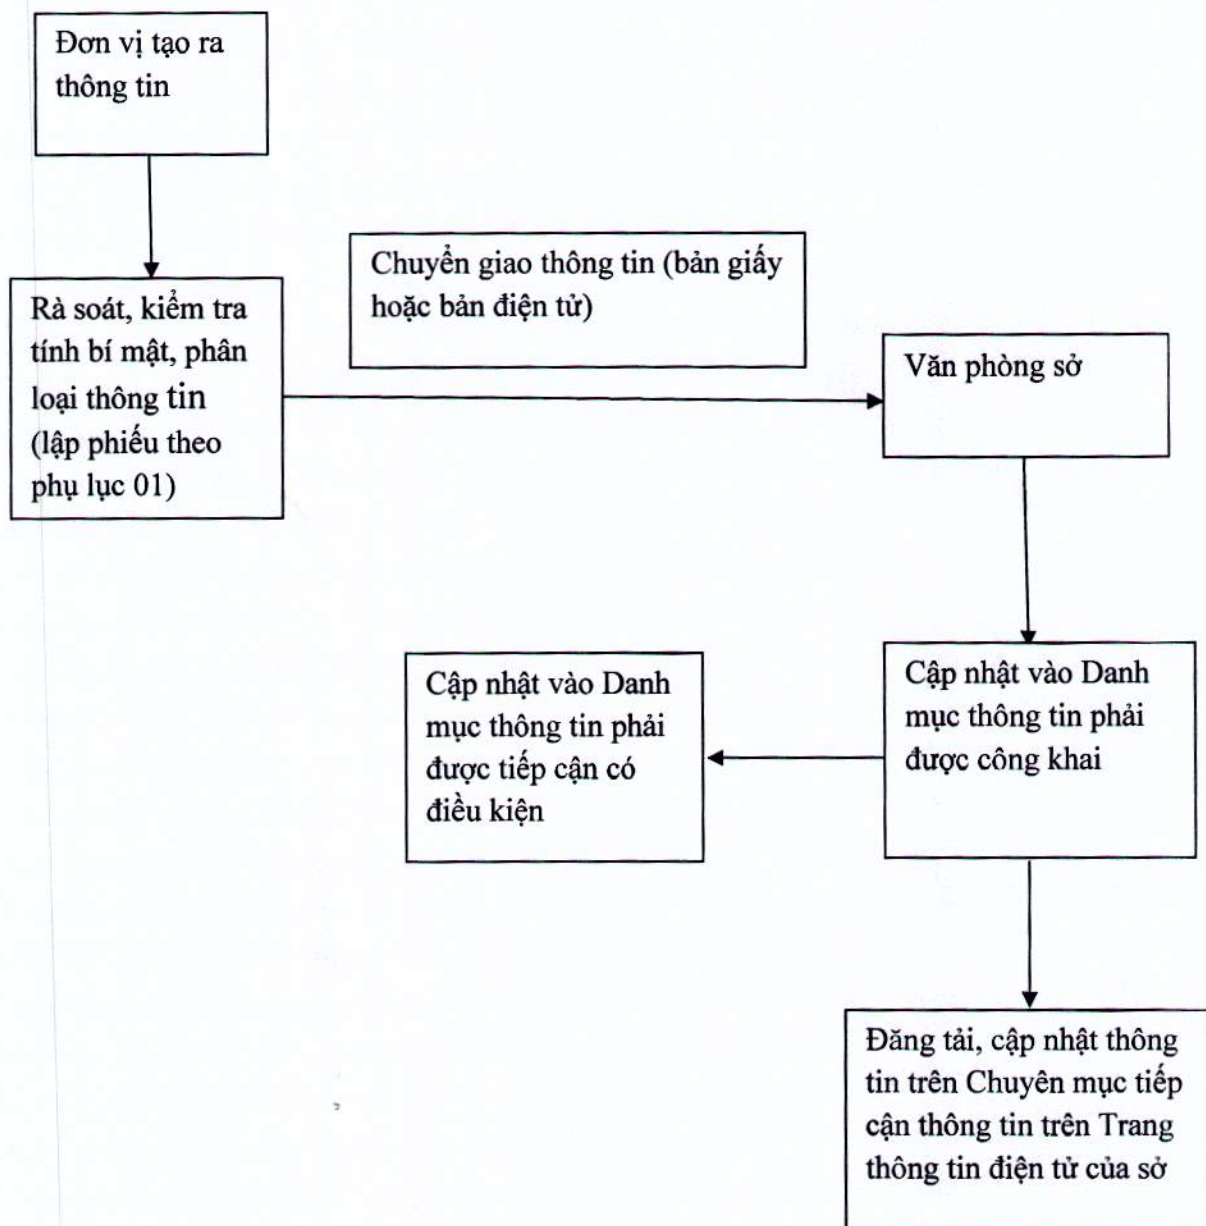 Đơn vị tạo ra
thông tin
Chuyển giao thông tin (bản giấy
hoặc bản điện tử)
Rà soát, kiểm tra
tính bí mật, phân
loại thông tin
(lập phiếu theo
phụ lục 01)
Văn phòng sở
Cập nhật vào Danh
mục thông tin phải
được công khai
Cập nhật vào Danh
mục thông tin phải
được tiếp cận có
điều kiện
Đăng tải, cập nhật thông
tin trên Chuyên mục tiếp
cận thông tin trên Trang
thông tin điện tử của sở